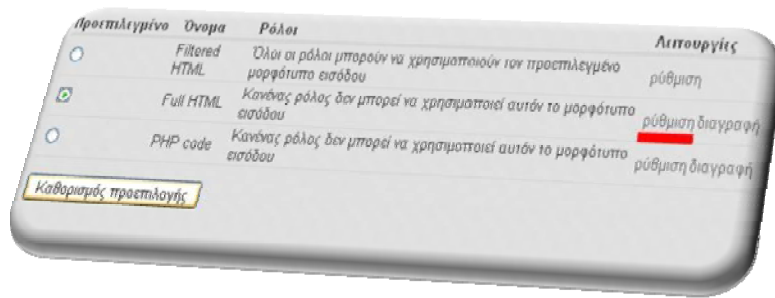 Προεπιλεγμένο Όνομα Ρόλοι Λειτουργίες
Filtered HTML Όλοι οι ρόλοι μπορούν να χρησιμοποιούν τον προεπιλεγμένο
μορφότυπο εισόδου ρύθμιση
Full HTML Κανένας ρόλος δεν μπορεί να χρησιμοποιεί αυτόν το μορφότυπο
εισόδου ρύθμιση διαγραφή
PHP code Κανένας ρόλος δεν μπορεί να χρησιμοποιεί αυτόν το μορφότυπο
εισόδου ρύθμιση διαγραφή
Καθορισμός προεπιλογής